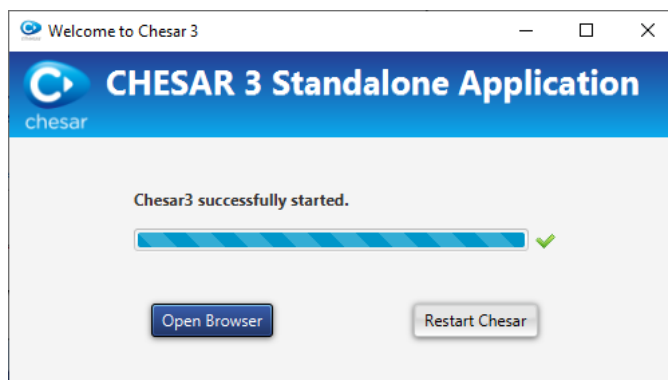 Welcome to Chesar 3
CHESAR 3 Standalone Application
chesar
Chesar3 successfully started.
Open Browser
Restart Chesar